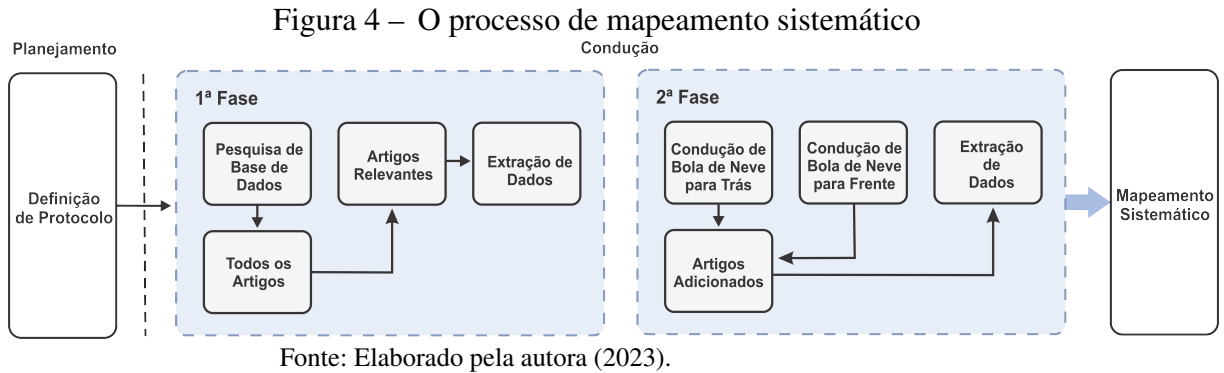 Figura 4 – O processo de mapeamento sistemático
Planejamento
Condução
Definição
de Protocolo
1ª Fase
Pesquisa de
Base de
Dados
Artigos
Relevantes
Extração de
Dados
Todos os
Artigos
2ª Fase
Condução de
Bola de Neve
para Trás
Condução de
Bola de Neve
para Frente
Extração
de
Dados
Artigos
Adicionados
Mapeamento
Sistemático
Fonte: Elaborado pela autora (2023).